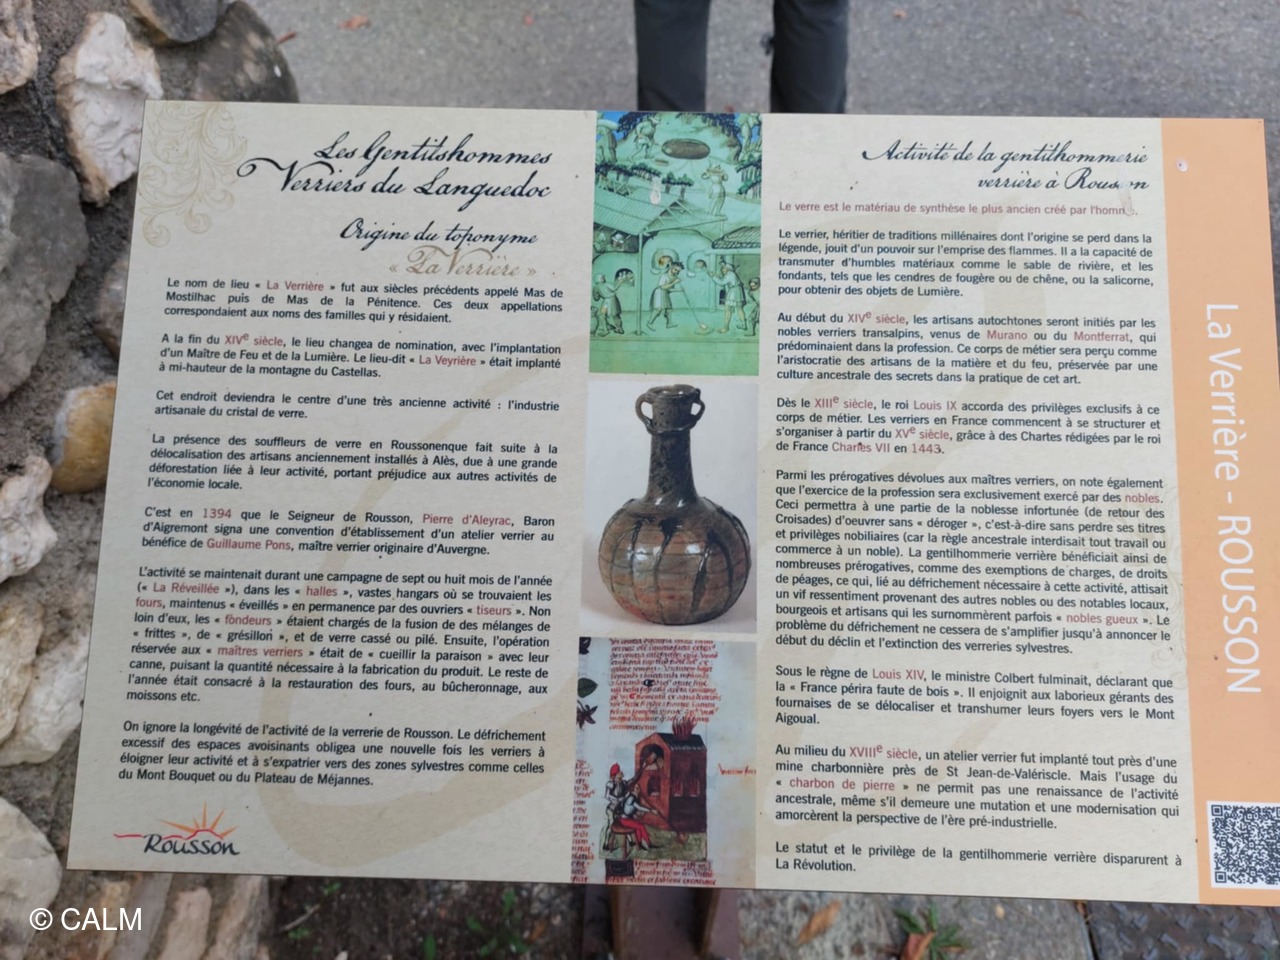 Les Gentilshommes
Verriers du Languedoc
Origine du toponyme
« La Verrière »
Le nom de lieu « La Verrière » fut aux siècles précédents appelé Mas de
Mostilhac puis de Mas de la Pénitence. Ces deux appellations
correspondaient aux noms des familles qui y résidaient.
A la fin du XIVe siècle, le lieu changea de nomination, avec l'implantation
d'un Maître de Feu et de la Lumière. Le lieu-dit « La Veyrière » était implanté
à mi-hauteur de la montagne du Castellas.
Cet endroit deviendra le centre d'une très ancienne activité : l'industrie
artisanale du cristal de verre.
La présence des souffleurs de verre en Roussonenque fait suite à la
délocalisation des artisans anciennement installés à Alès, due à une grande
déforestation liée à leur activité, portant préjudice aux autres activités de
l'économie locale.
C'est en 1394 que le Seigneur de Rousson, Pierre d'Aleyrac, Baron
d'Aigremont signa une convention d'établissement d'un atelier verrier au
bénéfice de Guillaume Pons, maître verrier originaire d'Auvergne.
L'activité se maintenait durant une campagne de sept ou huit mois de l'année
(« La Réveillée »), dans les « halles », vastes hangars où se trouvaient les
fours, maintenus « éveillés » en permanence par des ouvriers « tiseurs ». Non
loin d'eux, les « fondeurs » étaient chargés de la fusion de des mélanges de
« frittes », de « grésillon », et de verre cassé ou pilé. Ensuite, l'opération
réservée aux « maîtres verriers » était de « cueillir la paraison » avec leur
canne, puisant la quantité nécessaire à la fabrication du produit. Le reste de
l'année était consacré à la restauration des fours, au bûcheronnage, aux
moissons etc.
On ignore la longévité de l'activité de la verrerie de Rousson. Le défrichement
excessif des espaces avoisinants obligea une nouvelle fois les verriers à
éloigner leur activité et à s'expatrier vers des zones sylvestres comme celles
du Mont Bouquet ou du Plateau de Méjannes.
Rousson
Activité de la gentilhommerie
verrière à Rousson
Le verre est le matériau de synthèse le plus ancien créé par l'homme.
Le verrier, héritier de traditions millénaires dont l'origine se perd dans la
légende, jouit d'un pouvoir sur l'emprise des flammes. Il a la capacité de
transmuter d'humbles matériaux comme le sable de rivière, et les
fondants, tels que les cendres de fougère ou de chêne, ou la salicorne,
pour obtenir des objets de Lumière.
Au début du XIVe siècle, les artisans autochtones seront initiés par les
nobles verriers transalpins, venus de Murano ou du Montferrat, qui
prédominaient dans la profession. Ce corps de métier sera perçu comme
l'aristocratie des artisans de la matière et du feu, préservée par une
culture ancestrale des secrets dans la pratique de cet art.
Dès le XIIIe siècle, le roi Louis IX accorda des privilèges exclusifs à ce
corps de métier. Les verriers en France commencent à se structurer et
s'organiser à partir du XVe siècle, grâce à des Chartes rédigées par le roi
de France Charles VII en 1443.
Parmi les prérogatives dévolues aux maîtres verriers, on note également
que l'exercice de la profession sera exclusivement exercé par des nobles.
Ceci permettra à une partie de la noblesse infortunée (de retour des
Croisades) d'oeuvrer sans « déroger », c'est-à-dire sans perdre ses titres
et privilèges nobiliaires (car la règle ancestrale interdisait tout travail ou
commerce à un noble). La gentilhommerie verrière bénéficiait ainsi de
nombreuses prérogatives, comme des exemptions de charges, de droits
de péages, ce qui, lié au défrichement nécessaire à cette activité, attisait
un vif ressentiment provenant des autres nobles ou des notables locaux,
bourgeois et artisans qui les surnommèrent parfois « nobles gueux ». Le
problème du défrichement ne cessera de s'amplifier jusqu'à annoncer le
début du déclin et l'extinction des verreries sylvestres.
Sous le règne de Louis XIV, le ministre Colbert fulminait, déclarant que
la « France périra faute de bois ». Il enjoignait aux laborieux gérants des
fournaises de se délocaliser et transhumer leurs foyers vers le Mont
Aigoual.
Au milieu du XVIIIe siècle, un atelier verrier fut implanté tout près d'une
mine charbonnière près de St Jean-de-Valériscle. Mais l'usage du
« charbon de pierre » ne permit pas une renaissance de l'activité
ancestrale, même s'il demeure une mutation et une modernisation qui
amorcèrent la perspective de l'ère pré-industrielle.
Le statut et le privilège de la gentilhommerie verrière disparurent à
La Révolution.
La Verrière - ROUSSON
© CALM